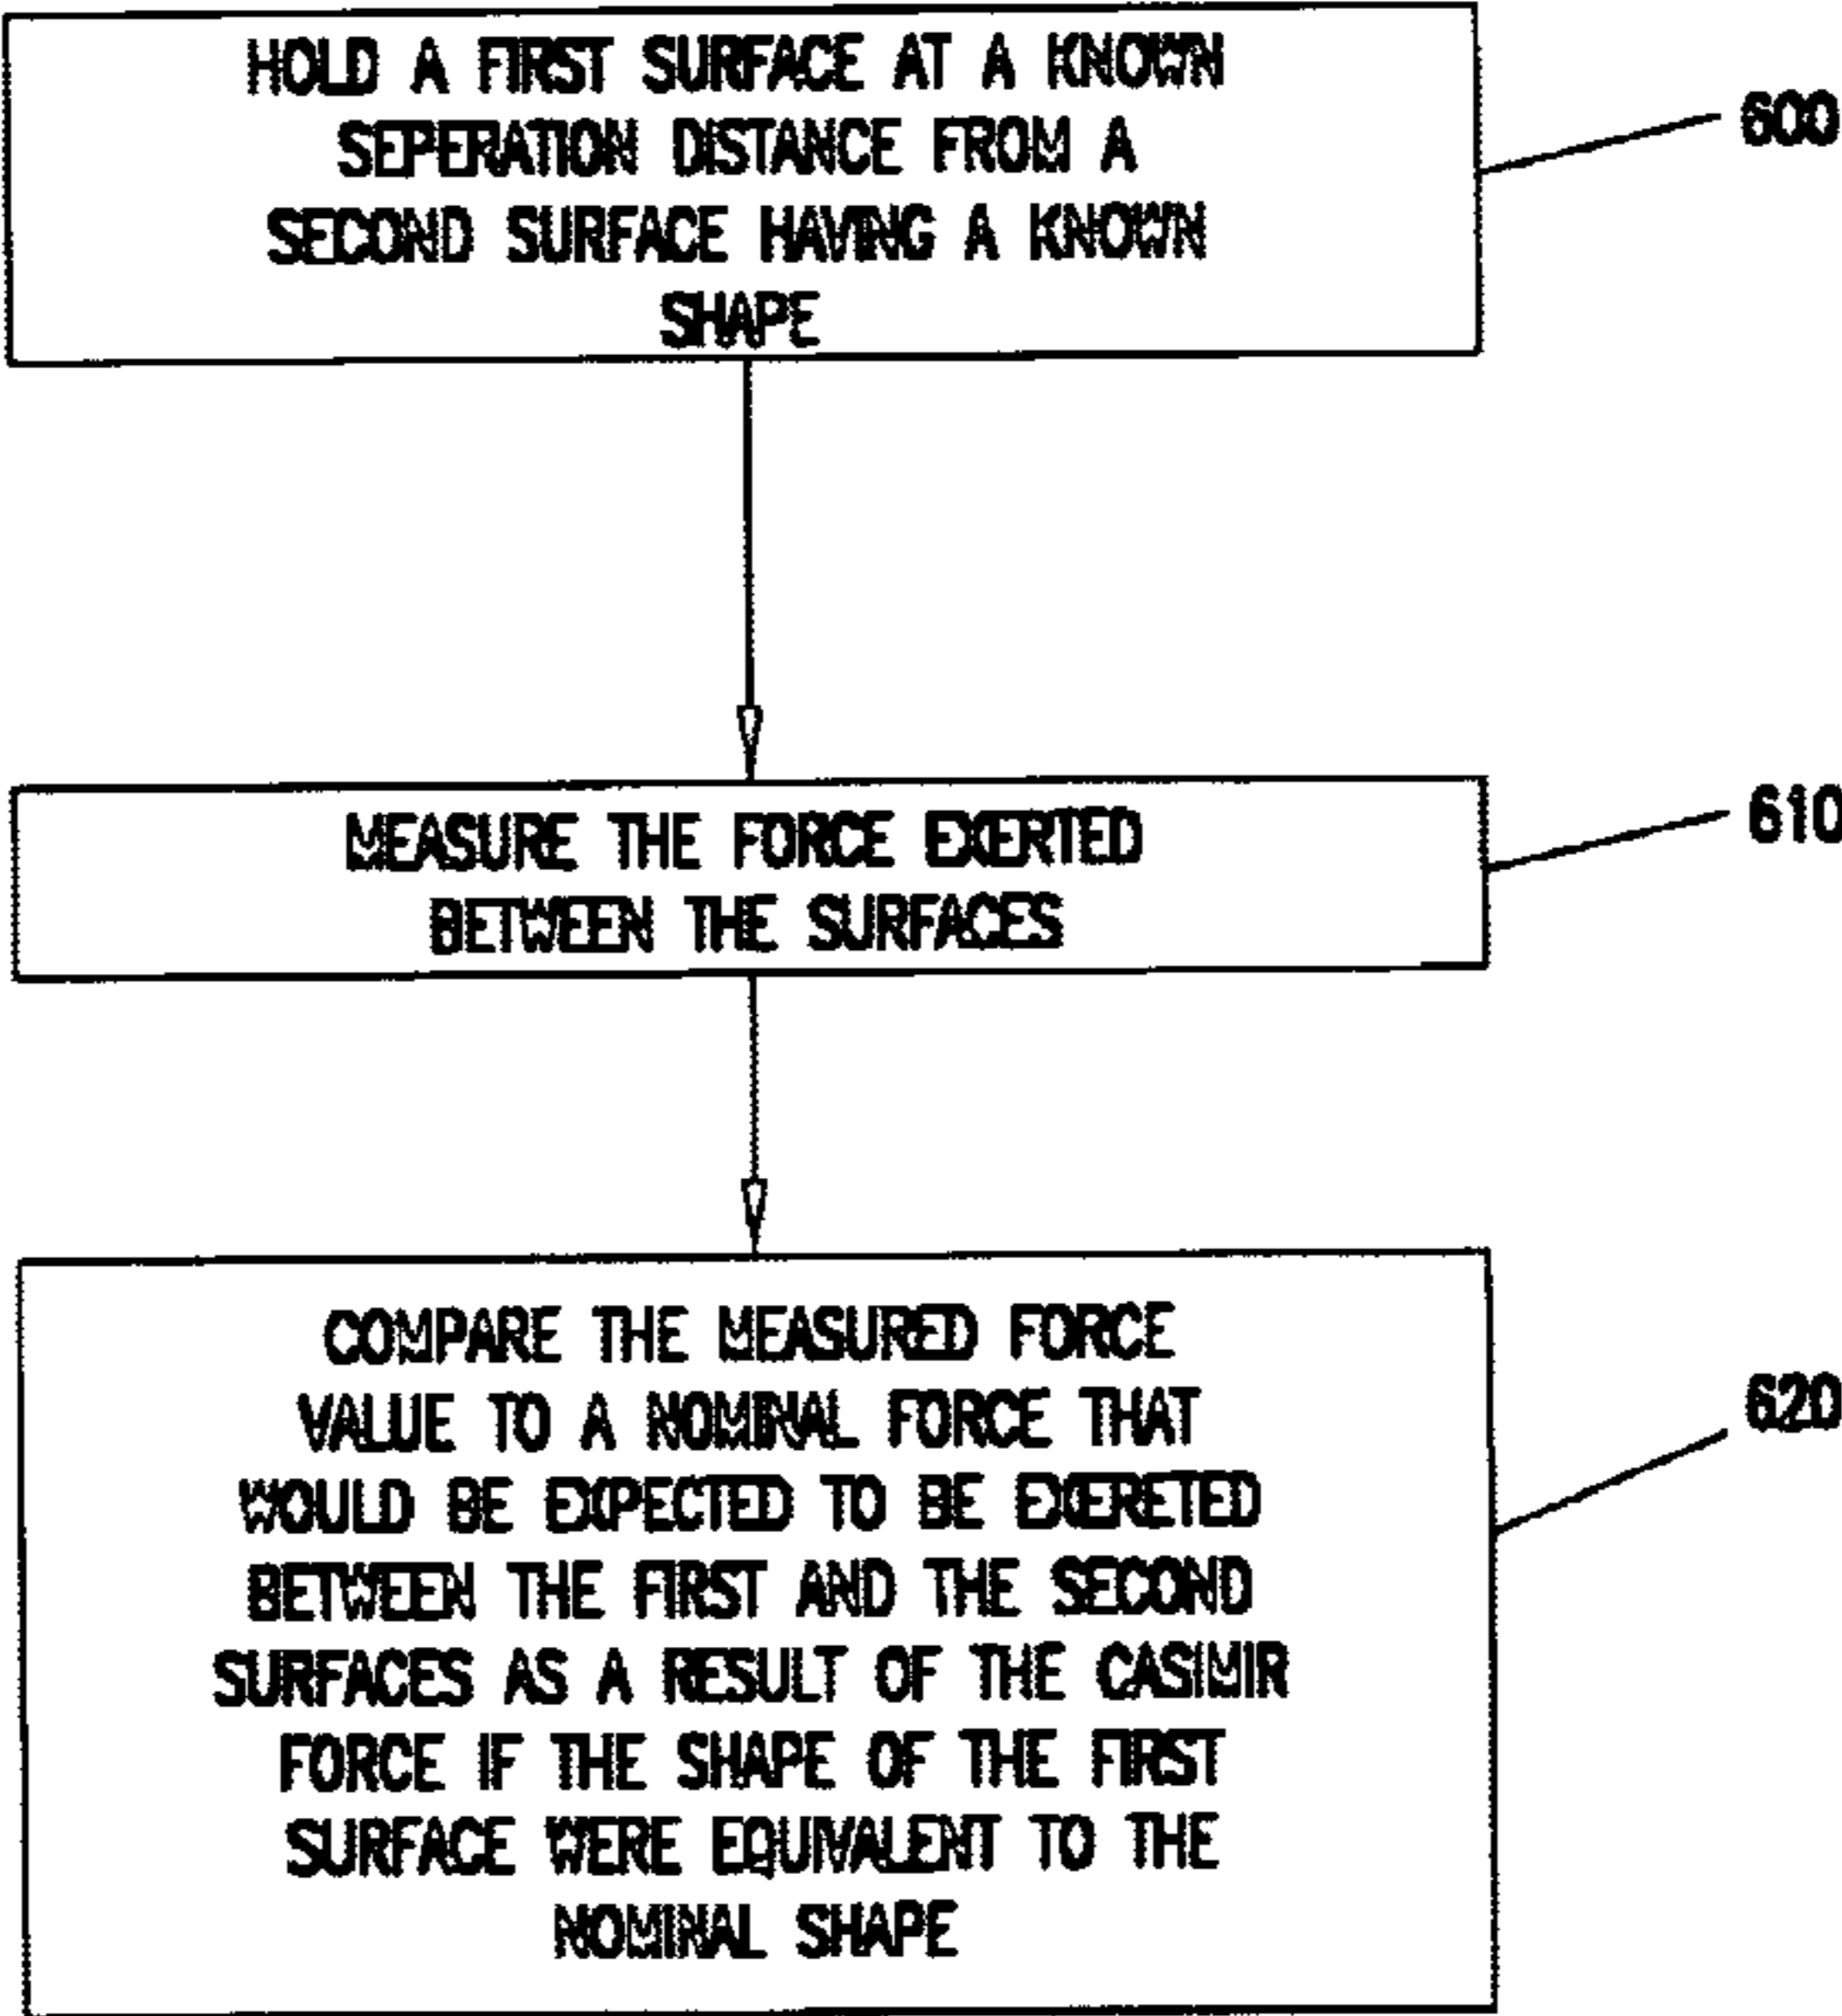 HOLD A FIRST SURFACE AT A KNOWN
SEPERATION DISTANCE FROM A
SECOND SURFACE HAVING A KNOWN
SHAPE
600
MEASURE THE FORCE EXERTED
BETWEEN THE SURFACES
610
COMPARE THE MEASURED FORCE
VALUE TO A NOMINAL FORCE THAT
WOULD BE EXPECTED TO BE EXERETED
BETWEEN THE FIRST AND THE SECOND
SURFACES AS A RESULT OF THE CASIMIR
FORCE IF THE SHAPE OF THE FIRST
SURFACE WERE EQUIVALENT TO THE
NOMINAL SHAPE
620